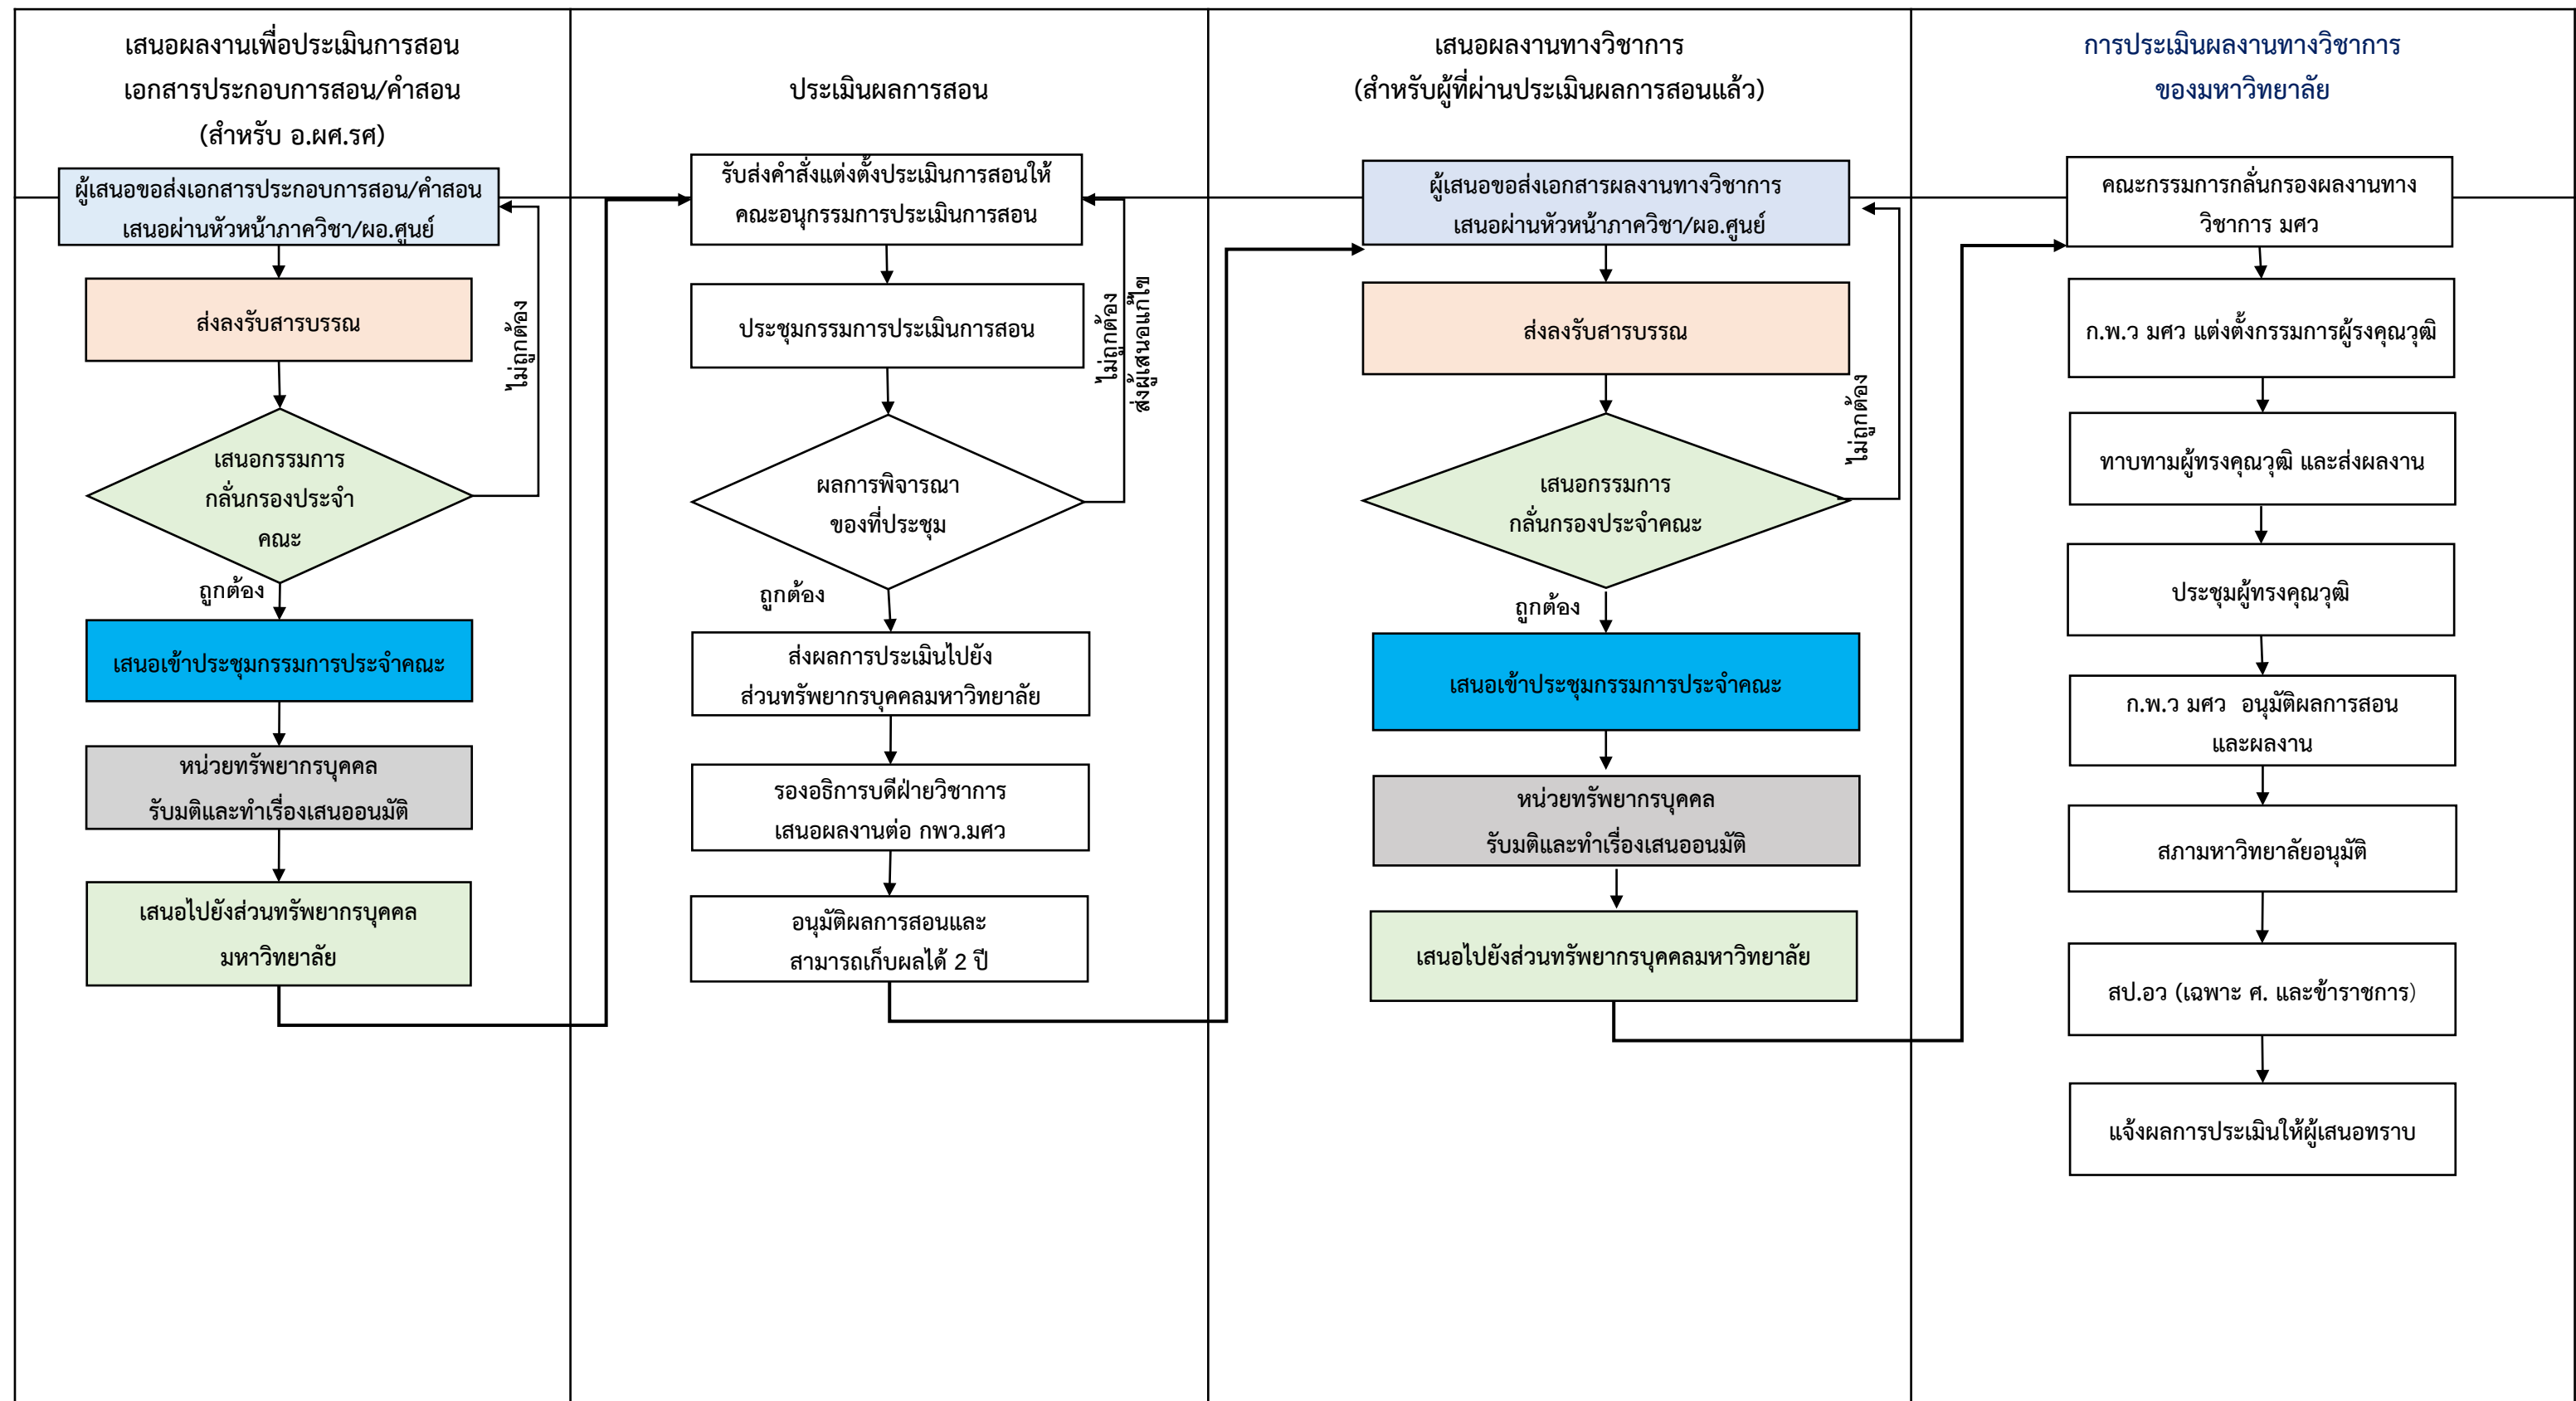 เสนอผลงานเพื่อประเมินการสอน
เอกสารประกอบการสอน/คำสอน
(สำหรับ อ.ผศ.รศ)
ผู้เสนอขอส่งเอกสารประกอบการสอน/คำสอน
เสนอผ่านหัวหน้าภาควิชา/ผอ.ศูนย์
ส่งลงรับสารบรรณ
ไม่ถูกต้อง
เสนอกรรมการ
กลั่นกรองประจำ
คณะ
ถูกต้อง
เสนอเข้าประชุมกรรมการประจำคณะ
หน่วยทรัพยากรบุคคล
รับมติและทำเรื่องเสนออนมัติ
เสนอไปยังส่วนทรัพยากรบุคคล
มหาวิทยาลัย
ประเมินผลการสอน
รับส่งคำสั่งแต่งตั้งประเมินการสอนให้
คณะอนุกรรมการประเมินการสอน
ประชุมกรรมการประเมินการสอน
ไม่ถูกต้อง
ส่งผู้เสนอแก้ไข
ผลการพิจารณา
ของที่ประชุม
ถูกต้อง
ส่งผลการประเมินไปยัง
ส่วนทรัพยากรบุคคลมหาวิทยาลัย
รองอธิการบดีฝ่ายวิชาการ
เสนอผลงานต่อ กพว.มศว
อนุมัติผลการสอนและ
สามารถเก็บผลได้ 2 ปี
เสนอผลงานทางวิชาการ
(สำหรับผู้ที่ผ่านประเมินผลการสอนแล้ว)
ผู้เสนอขอส่งเอกสารผลงานทางวิชาการ
เสนอผ่านหัวหน้าภาควิชา/ผอ.ศูนย์
ส่งลงรับสารบรรณ
ไม่ถูกต้อง
เสนอกรรมการ
กลั่นกรองประจำคณะ
ถูกต้อง
เสนอเข้าประชุมกรรมการประจำคณะ
หน่วยทรัพยากรบุคคล
รับมติและทำเรื่องเสนออนมัติ
เสนอไปยังส่วนทรัพยากรบุคคลมหาวิทยาลัย
การประเมินผลงานทางวิชาการ
ของมหาวิทยาลัย
คณะกรรมการกลั่นกรองผลงานทาง
วิชาการ มศว
ก.พ.ว มศว แต่งตั้งกรรมการผู้รงคุณวุฒิ
ทาบทามผู้ทรงคุณวุฒิ และส่งผลงาน
ประชุมผู้ทรงคุณวุฒิ
ก.พ.ว มศว อนุมัติผลการสอน
และผลงาน
สภามหาวิทยาลัยอนุมัติ
สป.อว (เฉพาะ ศ. และข้าราชการ)
แจ้งผลการประเมินให้ผู้เสนอทราบ